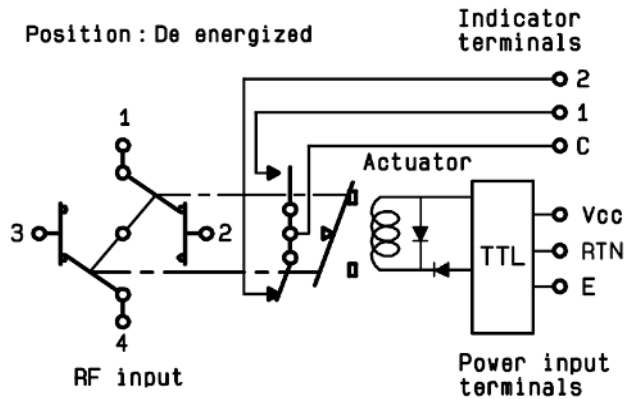 Position : De energized
Indicator
terminals
2
1
C
1
Actuator
3
2
4
Vcc
TTL
RTN
E
RF input
Power input
terminals